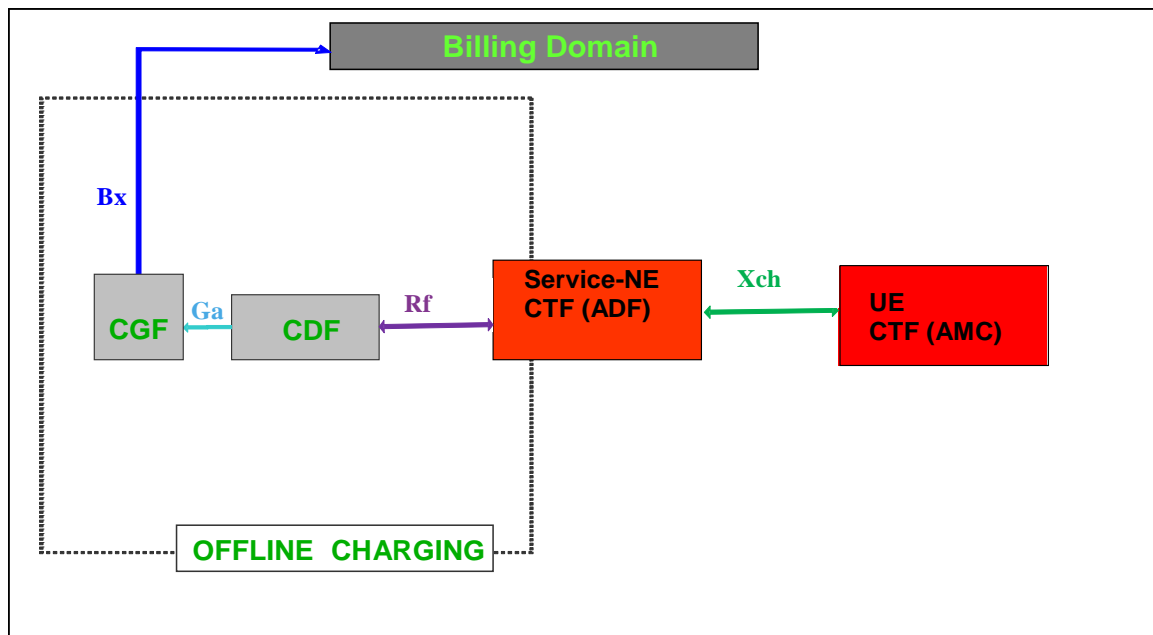 Billing Domain
Bx
Service-NE
CTF (ADF)
Xch
UE
CTF (AMC)
Ga
Rf
CGF
CDF
OFFLINE CHARGING